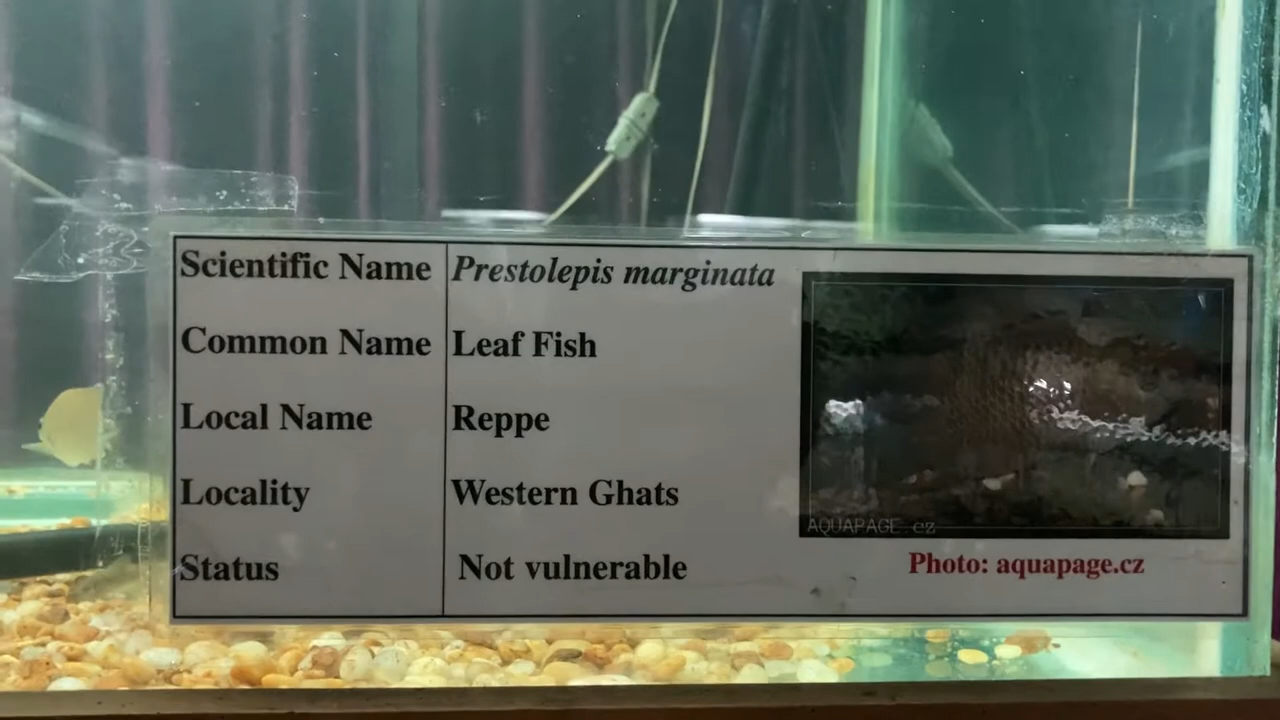 Scientific Name Prestolepis marginata
Common Name Leaf Fish
Local Name Reppe
Locality Western Ghats
Status Not vulnerable
AQUAPAGE.cz
Photo: aquapage.cz